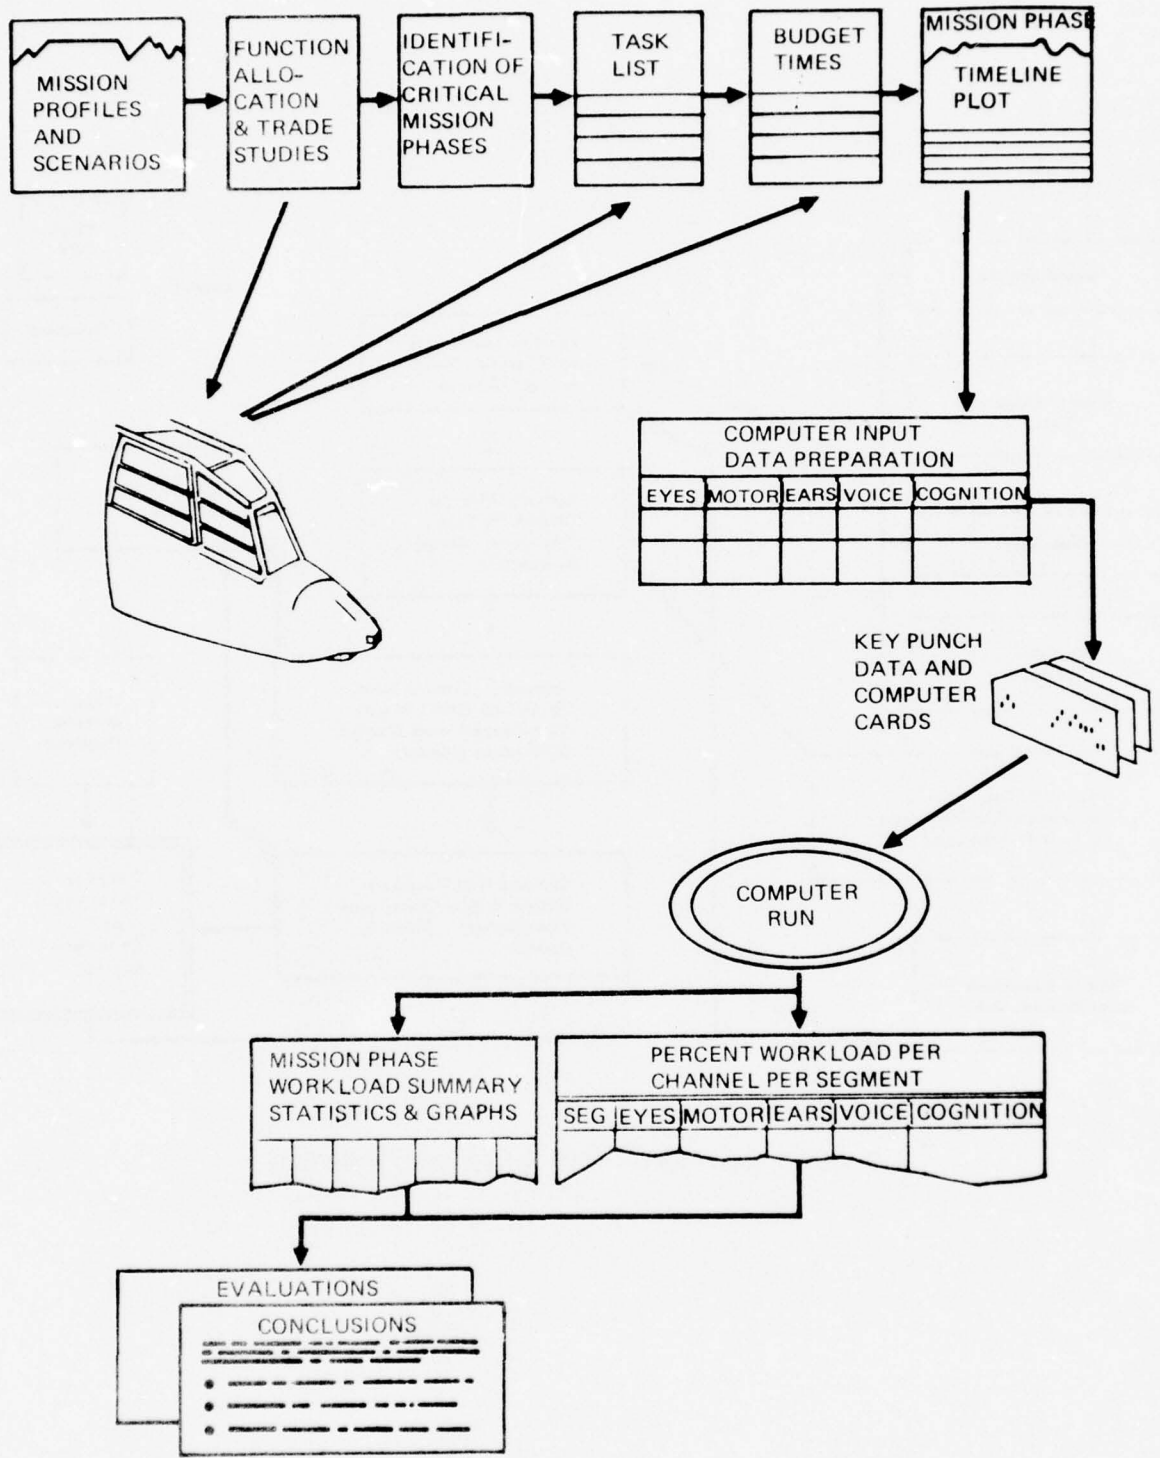 MISSION
PROFILES
AND
SCENARIOS
FUNCTION
ALLO-
CATION
& TRADE
STUDIES
IDENTIFI-
CATION OF
CRITICAL
MISSION
PHASES
TASK
LIST
BUDGET
TIMES
MISSION PHASE
TIMELINE
PLOT
COMPUTER INPUT
DATA PREPARATION
EYES MOTOR EARS VOICE COGNITION
KEY PUNCH
DATA AND
COMPUTER
CARDS
COMPUTER
RUN
MISSION PHASE
WORKLOAD SUMMARY
STATISTICS & GRAPHS
PERCENT WORKLOAD PER
CHANNEL PER SEGMENT
SEG EYES MOTOR EARS VOICE COGNITION
EVALUATIONS
CONCLUSIONS